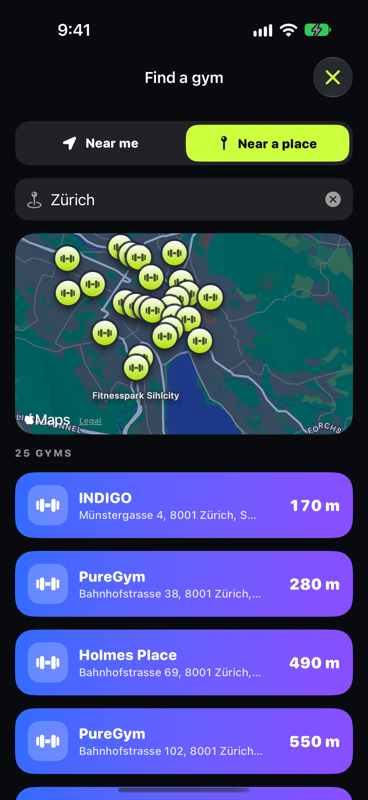 9:41
Find a gym
Near me
Near a place
Zürich
Fitnesspark Sihlcity
Maps
Legal
FORCHS
25 GYMS
INDIGO
170 m
Münstergasse 4, 8001 Zürich, S...
PureGym
280 m
Bahnhofstrasse 38, 8001 Zürich,...
Holmes Place
490 m
Bahnhofstrasse 69, 8001 Zürich,...
PureGym
550 m
Bahnhofstrasse 102, 8001 Zürich...